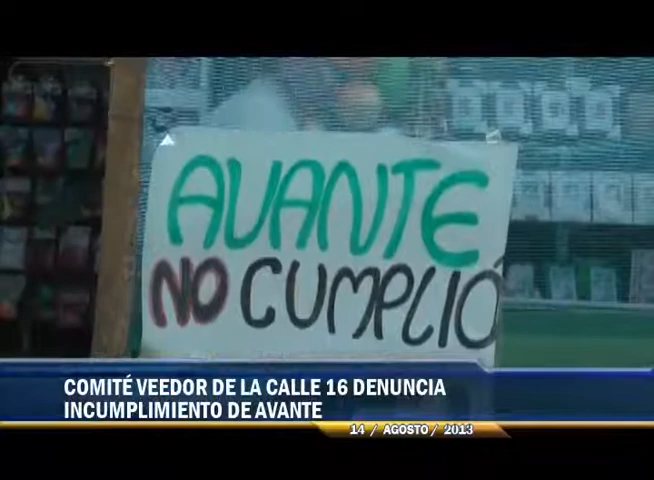 AVANTE
NO CUMPLIÓ
COMITÉ VEEDOR DE LA CALLE 16 DENUNCIA
INCUMPLIMIENTO DE AVANTE
14 / AGOSTO / 2013